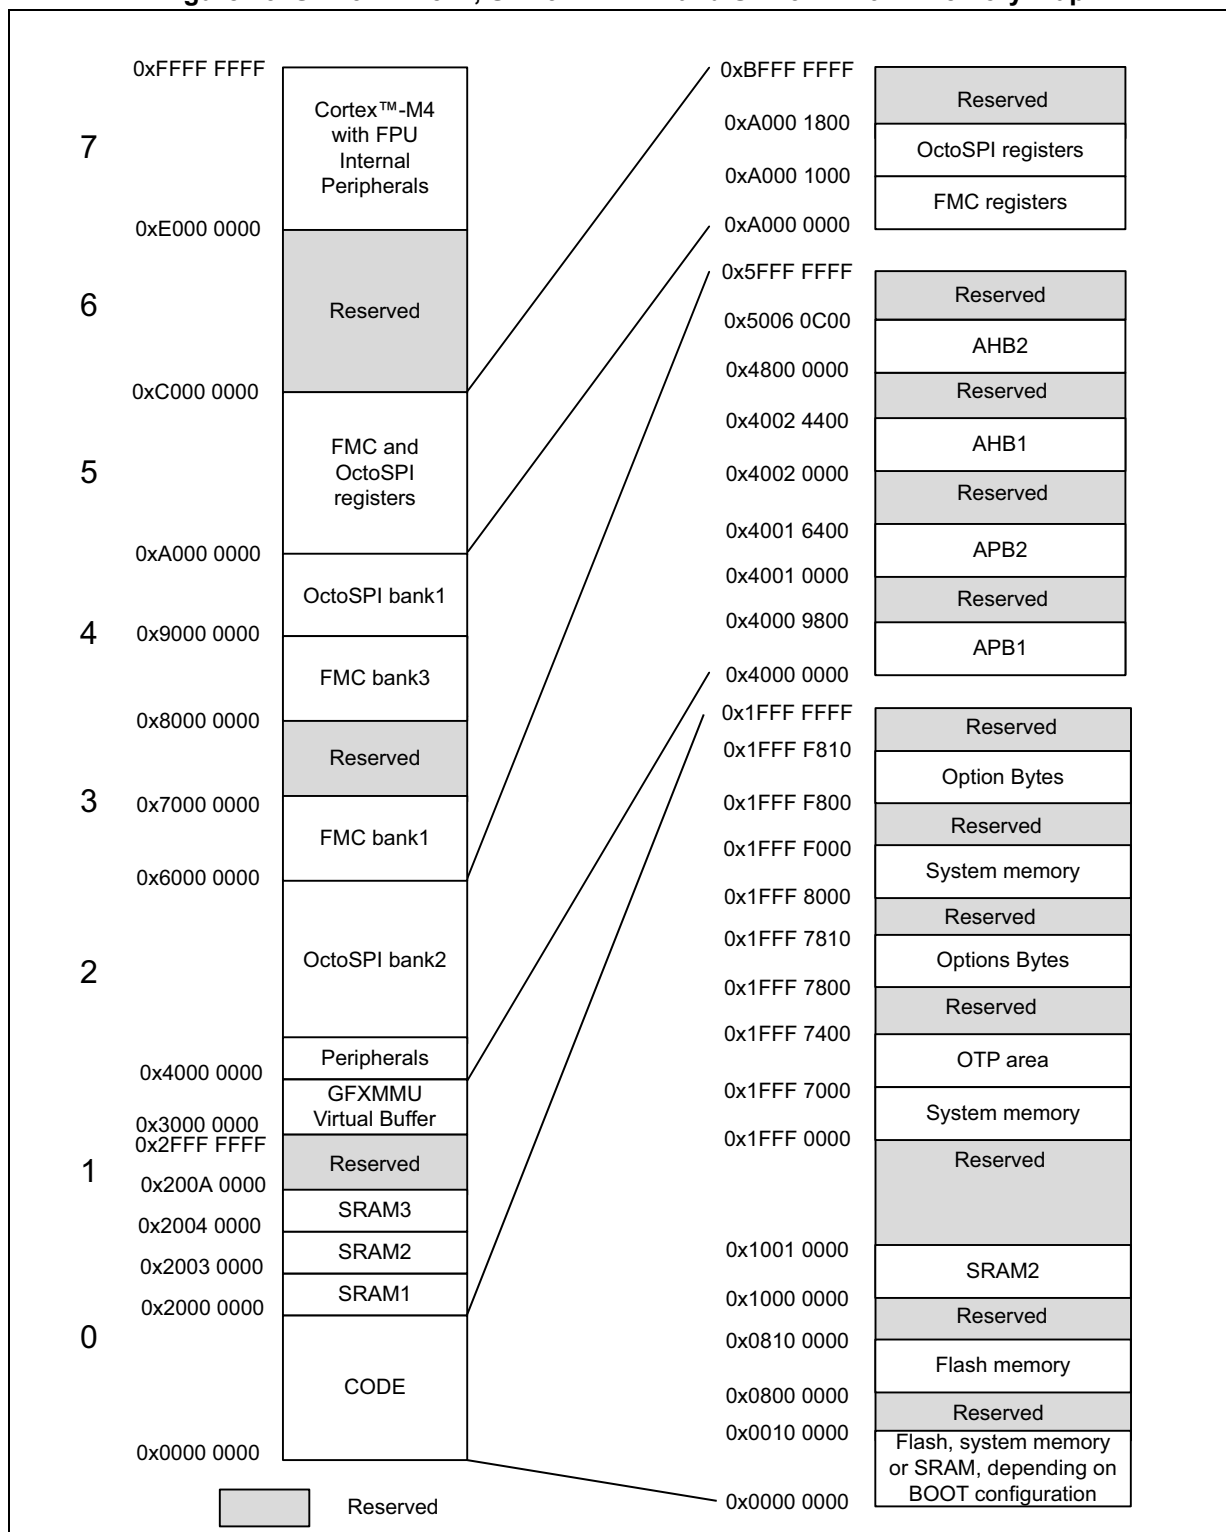 0xFFFF FFFF
7
Cortex™-M4
with FPU
Internal
Peripherals
0xE000 0000
6
Reserved
0xC000 0000
5
FMC and
OctoSPI
registers
0xA000 0000
OctoSPI bank1
4
0x9000 0000
FMC bank3
0x8000 0000
Reserved
3
0x7000 0000
FMC bank1
0x6000 0000
2
OctoSPI bank2
Peripherals
0x4000 0000
GFXMMU
Virtual Buffer
0x3000 0000
0x2FFF FFFF
1
Reserved
0x200A 0000
SRAM3
0x2004 0000
SRAM2
0x2003 0000
SRAM1
0x2000 0000
0
CODE
0x0000 0000
Reserved
0xBFFF FFFF
Reserved
0xA000 1800
OctoSPI registers
0xA000 1000
FMC registers
0xA000 0000
0x5FFF FFFF
Reserved
0x5006 0C00
AHB2
0x4800 0000
Reserved
0x4002 4400
AHB1
0x4002 0000
Reserved
0x4001 6400
APB2
0x4001 0000
Reserved
0x4000 9800
APB1
0x4000 0000
0x1FFF FFFF
Reserved
0x1FFF F810
Option Bytes
0x1FFF F800
Reserved
0x1FFF F000
System memory
0x1FFF 8000
Reserved
0x1FFF 7810
Options Bytes
0x1FFF 7800
Reserved
0x1FFF 7400
OTP area
0x1FFF 7000
System memory
0x1FFF 0000
Reserved
0x1001 0000
SRAM2
0x1000 0000
Reserved
0x0810 0000
Flash memory
0x0800 0000
Reserved
0x0010 0000
Flash, system memory
or SRAM, depending on
BOOT configuration
0x0000 0000